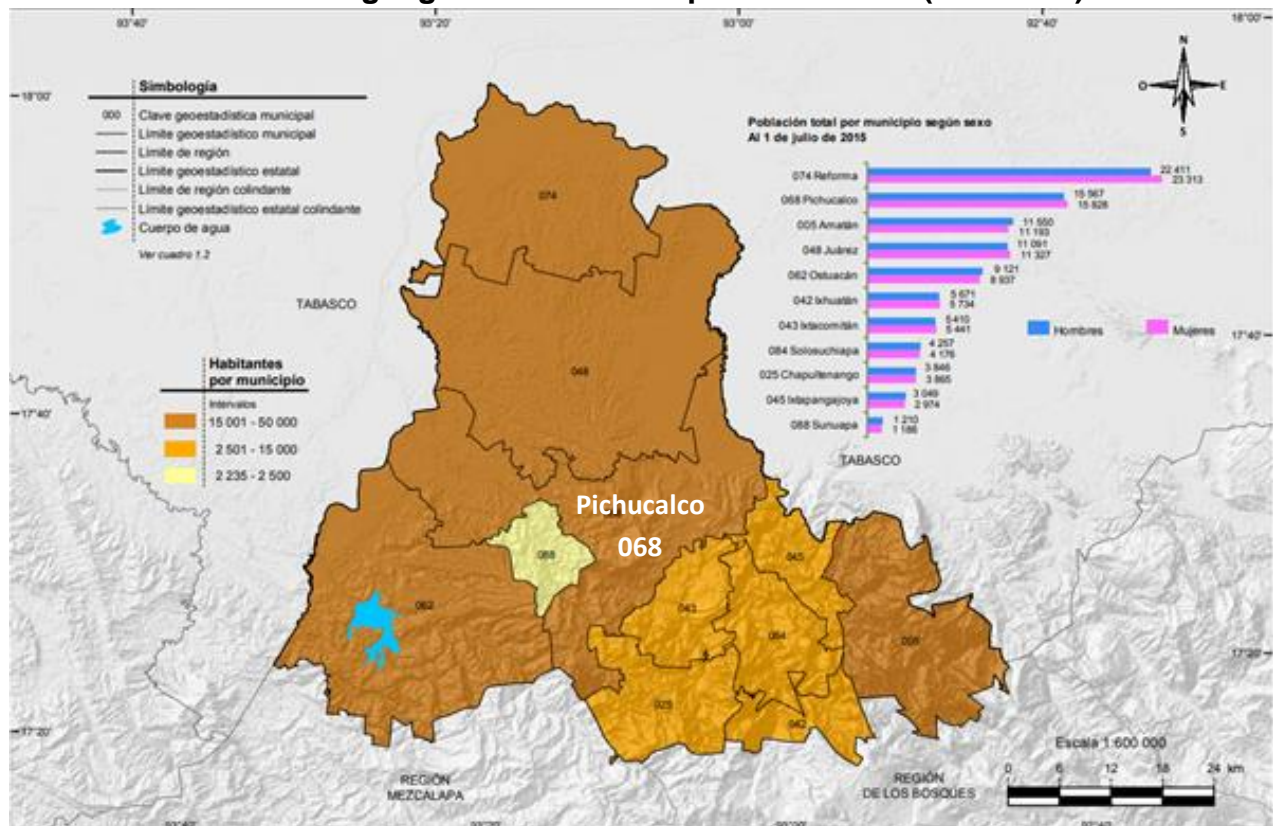 93°40'
93°20'
93°00'
92°40'
18°00'
18°00'
Simbología
000 Clave geoestadística municipal
Límite geoestadístico municipal
Límite de región
Límite geoestadístico estatal
Límite de región colindante
Límite geoestadístico estatal colindante
Cuerpo de agua
Ver cuadro 1.2
N
O E
S
Población total por municipio según sexo
Al 1 de julio de 2015
074 Reforma 22 411
23 313
068 Pichucalco 15 567
15 828
005 Amatán 11 550
11 193
048 Juárez 11 091
11 327
062 Ostuacán 9 121
8 937
042 Ixhuatán 5 671
5 734
043 Ixtacomitán 5 410
5 441
084 Solosuchiapa 4 257
4 176
025 Chapultenango 3 846
3 865
045 Ixtapangajoya 3 049
2 974
088 Sunuapa 1 210
1 186
Hombres Mujeres
TABASCO
TABASCO
Habitantes
por municipio
Intervalos
15 001 - 50 000
2 501 - 15 000
2 235 - 2 500
17°40'
17°40'
074
048
Pichucalco
068
088
045
062
043
084
005
025
042
17°20'
17°20'
REGIÓN
MEZCALAPA
REGIÓN
DE LOS BOSQUES
Escala 1:600 000
0 6 12 18 24 km
93°40'
93°20'
92°40'